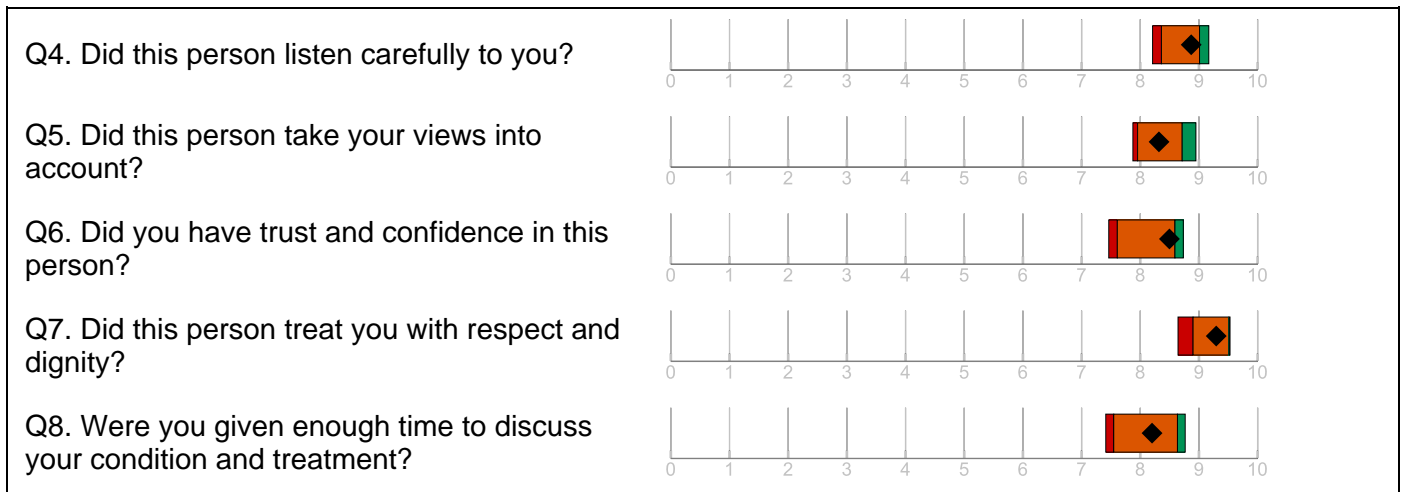 Q4. Did this person listen carefully to you?
0 1 2 3 4 5 6 7 8 9 10
Q5. Did this person take your views into
account?
0 1 2 3 4 5 6 7 8 9 10
Q6. Did you have trust and confidence in this
person?
0 1 2 3 4 5 6 7 8 9 10
Q7. Did this person treat you with respect and
dignity?
0 1 2 3 4 5 6 7 8 9 10
Q8. Were you given enough time to discuss
your condition and treatment?
0 1 2 3 4 5 6 7 8 9 10